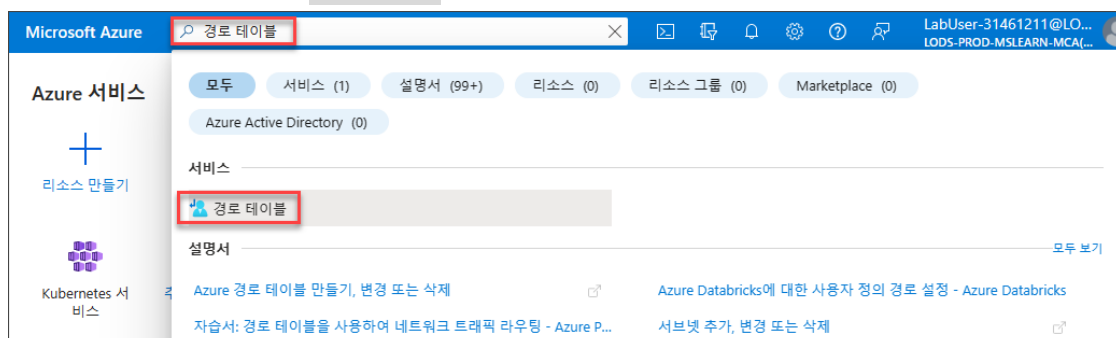 Microsoft Azure
경로 테이블
LabUser-31461211@LO...
LODS-PROD-MSLEARN-MCA(...
Azure 서비스
리소스 만들기
Kubernetes 서
비스
모두
서비스 (1)
설명서 (99+)
리소스 (0)
리소스 그룹 (0)
Marketplace (0)
Azure Active Directory (0)
서비스
경로 테이블
설명서
모두 보기
Azure 경로 테이블 만들기, 변경 또는 삭제
Azure Databricks에 대한 사용자 정의 경로 설정 - Azure Databricks
자습서: 경로 테이블을 사용하여 네트워크 트래픽 라우팅 - Azure P...
서브넷 추가, 변경 또는 삭제